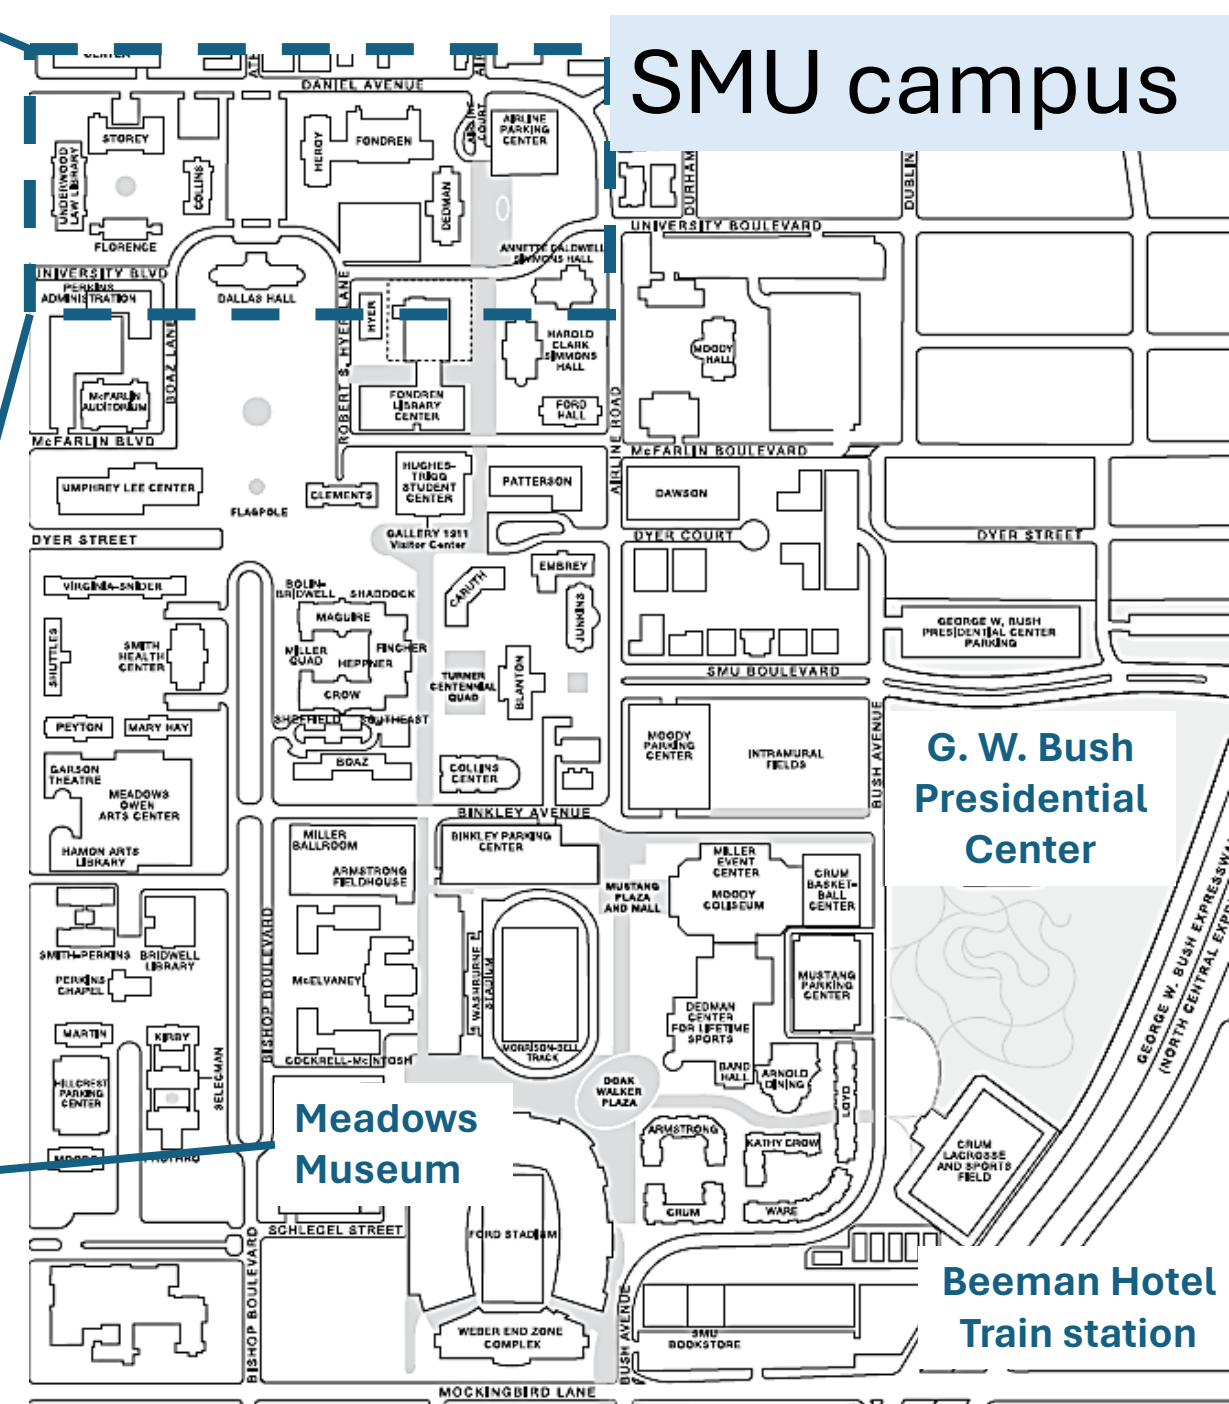 SMU campus
CENTER
DANIEL AVENUE
STOREY
HEROY
FONDREN
AIRLINE
COURT
AIRLINE
PARKING
CENTER
UNDERWOOD
LAW LIBRARY
COLLINS
DEDMAN
DURHAM
DUBLIN
FLORENCE
UNIVERSITY BOULEVARD
ANNETTE CALDWELL
SIMMONS HALL
UNIVERSITY BLVD
PERKINS
ADMINISTRATION
DALLAS HALL
HYER
BOAZ LANE
ROBERT S. HYER LANE
HAROLD
CLARK
SIMMONS
HALL
MOODY
HALL
McFARLIN
AUDITORIUM
FONDREN
LIBRARY
CENTER
FORD
HALL
AIRLINE ROAD
McFARLIN BLVD
McFARLIN BOULEVARD
UMPHREY LEE CENTER
FLAGPOLE
CLEMENTS
HUGHES-
TRIGG
STUDENT
CENTER
PATTERSON
DAWSON
DYER STREET
GALLERY 1911
Visitor Center
DYER COURT
DYER STREET
VIRGINIA-SNIDER
BOLIN-
BRIDWELL
SHADDOCK
MAGUIRE
CARUTH
EMBREY
JUNKINS
SHUTTLES
SMITH
HEALTH
CENTER
MILLER
QUAD
FINCHER
HEPPNER
CROW
TURNER
CENTENNIAL
QUAD
BLANTON
GEORGE W. BUSH
PRESIDENTIAL CENTER
PARKING
SMU BOULEVARD
PEYTON
MARY HAY
SHEFFIELD
SOUTHEAST
BOAZ
COLLINS
CENTER
MOODY
PARKING
CENTER
INTRAMURAL
FIELDS
BUSH AVENUE
G. W. Bush
Presidential
Center
GARSON
THEATRE
MEADOWS
OWEN
ARTS CENTER
HAMON ARTS
LIBRARY
BINKLEY AVENUE
MILLER
BALLROOM
ARMSTRONG
FIELDHOUSE
BINKLEY PARKING
CENTER
MUSTANG
PLAZA
AND MALL
MILLER
EVENT
CENTER
MOODY
COLISEUM
CRUM
BASKET-
BALL
CENTER
SMITH-PERKINS
BRIDWELL
LIBRARY
PERKINS
CHAPEL
BISHOP BOULEVARD
McELVANEY
WASHBURNE
STADIUM
MORRISON-BELL
TRACK
DEDMAN
CENTER
FOR LIFETIME
SPORTS
MUSTANG
PARKING
CENTER
GEORGE W. BUSH EXPRESSWAY
(NORTH CENTRAL
MARTIN
KIRBY
SELECMAN
COCKRELL-McINTOSH
HILLCREST
PARKING
CENTER
DOAK
WALKER
PLAZA
BAND
HALL
ARNOLD
DINING
LOYD
Meadows
Museum
ARMSTRONG
KATHY CROW
CRUM
LACROSSE
AND SPORTS
FIELD
CRUM
WARE
SCHLEGEL STREET
FORD STADIUM
BISHOP BOULEVARD
BUSH AVENUE
WEBER END ZONE
COMPLEX
SMU
BOOKSTORE
Beeman Hotel
Train station
MOCKINGBIRD LANE